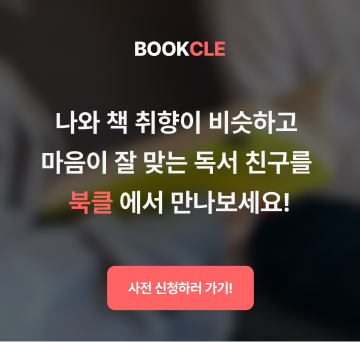 BOOKCLE
나와 책 취향이 비슷하고
마음이 잘 맞는 독서 친구를
북클 에서 만나보세요!
사전 신청하러 가기!